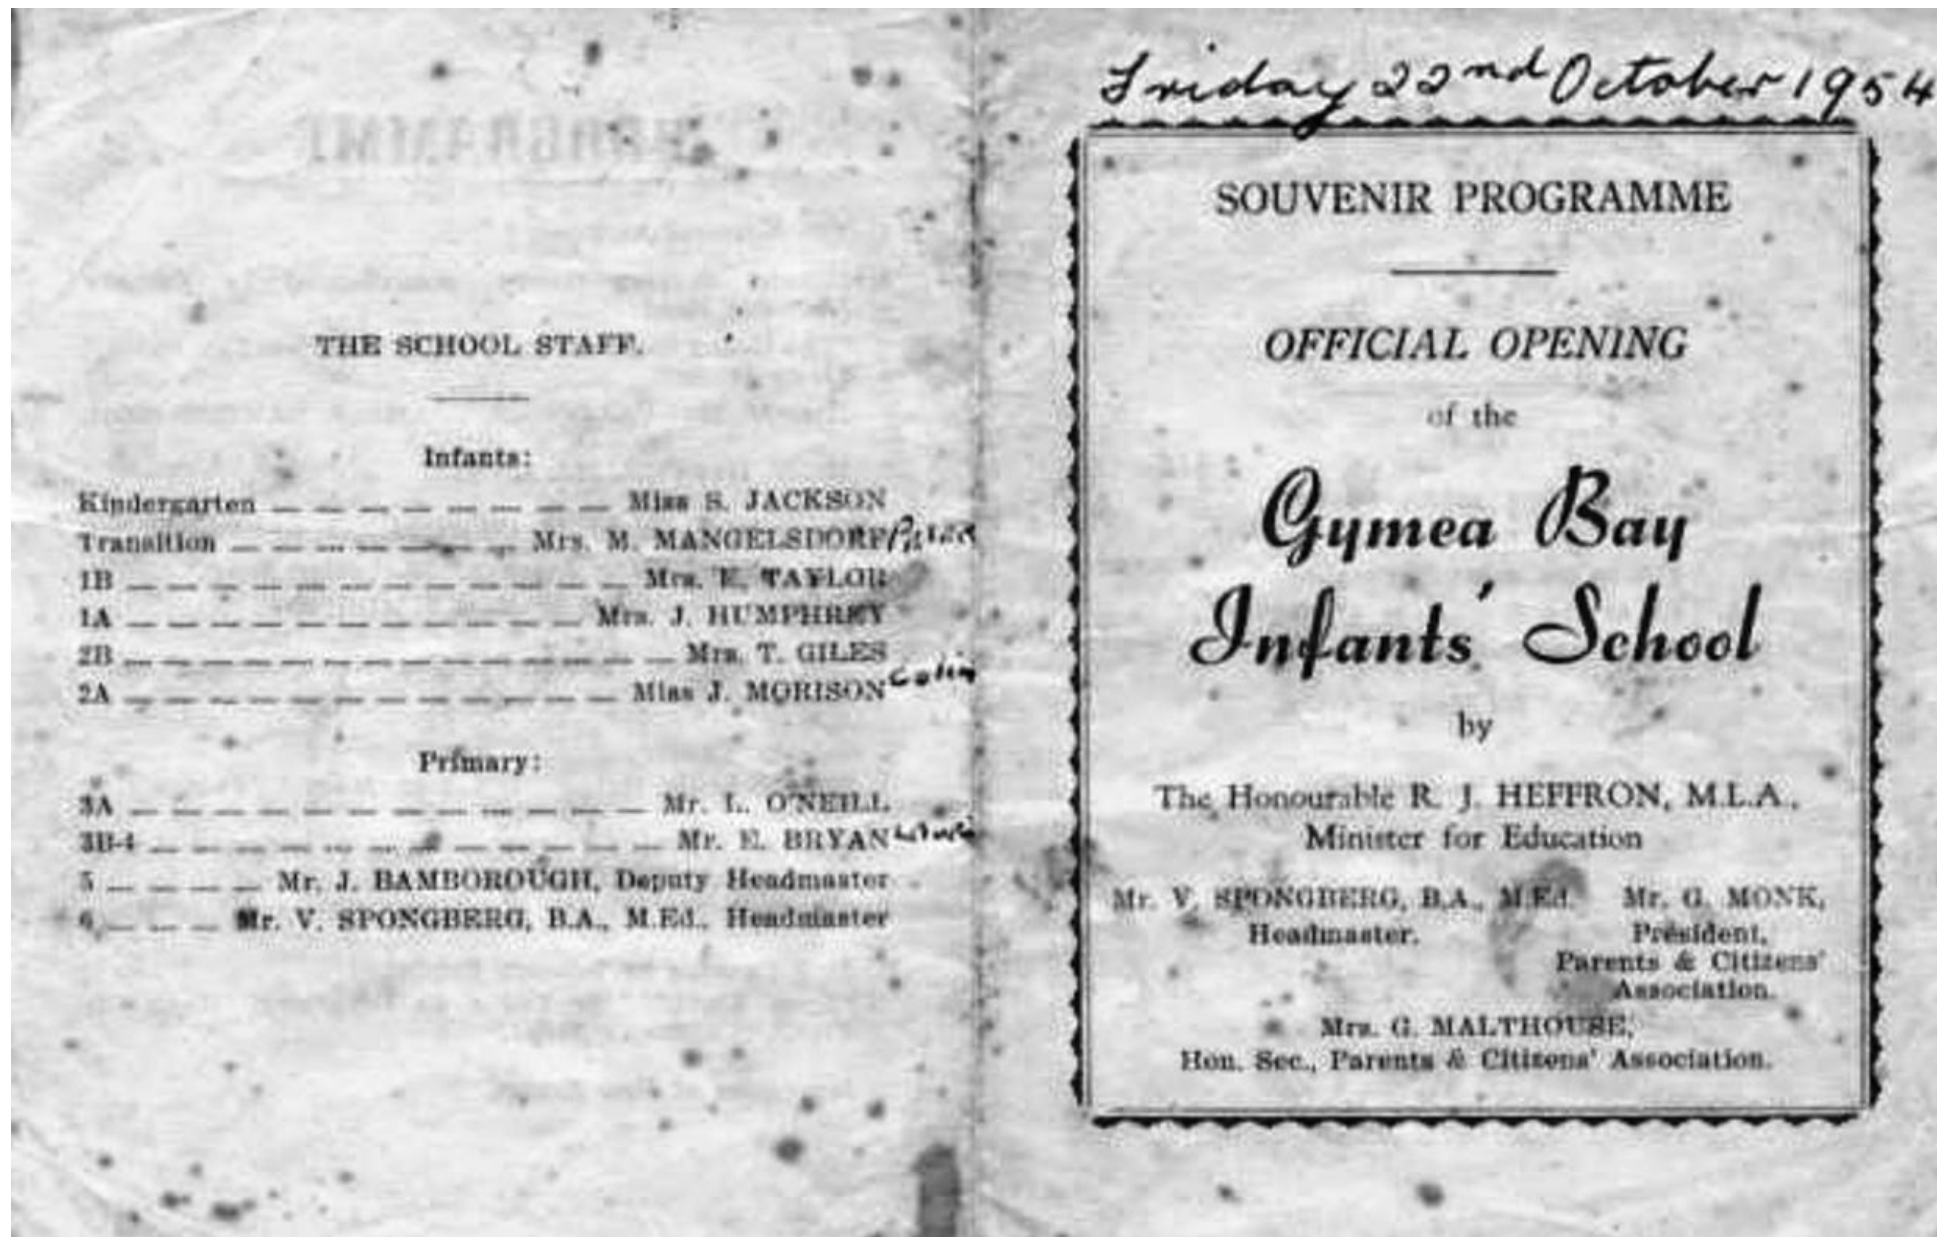 THE SCHOOL STAFF.
Infants:
Kindergarten _ _ _ _ _ _ _ _ _ Miss S. JACKSON
Transition _ _ _ _ _ _ _ Mrs. M. MANGELSDORF
1B _ _ _ _ _ _ _ _ _ _ _ _ Mrs. E. TAYLOR
1A _ _ _ _ _ _ _ _ _ _ _ Mrs. J. HUMPHREY
2B _ _ _ _ _ _ _ _ _ _ _ _ _ Mrs. T. GILES
2A _ _ _ _ _ _ _ _ _ _ _ _ Miss J. MORISON Colin
Primary:
3A _ _ _ _ _ _ _ _ _ _ _ _ Mr. L. O'NEILL
3B-4 _ _ _ _ _ _ _ _ _ _ _ _ Mr. E. BRYAN
5 _ _ _ _ Mr. J. BAMBOROUGH, Deputy Headmaster
6 _ _ _ Mr. V. SPONGBERG, B.A., M.Ed., Headmaster
Friday 22nd October 1954
SOUVENIR PROGRAMME
OFFICIAL OPENING
of the
Gymea Bay
Infants' School
by
The Honourable R. J. HEFFRON, M.L.A.,
Minister for Education
Mr. V. SPONGBERG, B.A., M.Ed. Mr. G. MONK,
Headmaster. President,
Parents & Citizens'
Association.
Mrs. G. MALTHOUSE,
Hon. Sec., Parents & Citizens' Association.